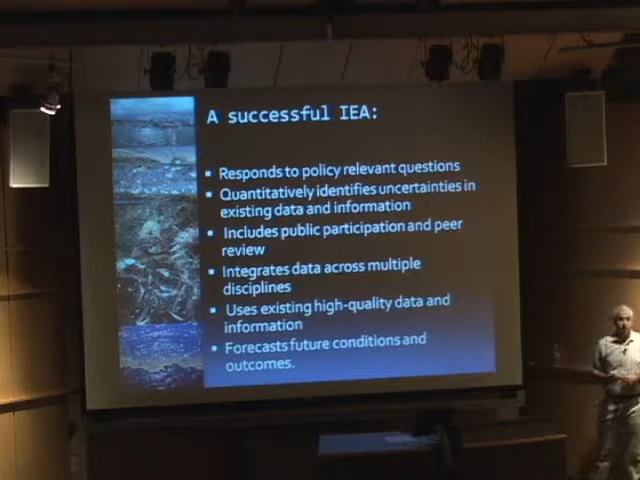 A successful IEA:
Responds to policy relevant questions
Quantitatively identifies uncertainties in
existing data and information
Includes public participation and peer
review
Integrates data across multiple
disciplines
Uses existing high-quality data and
information
Forecasts future conditions and
outcomes.